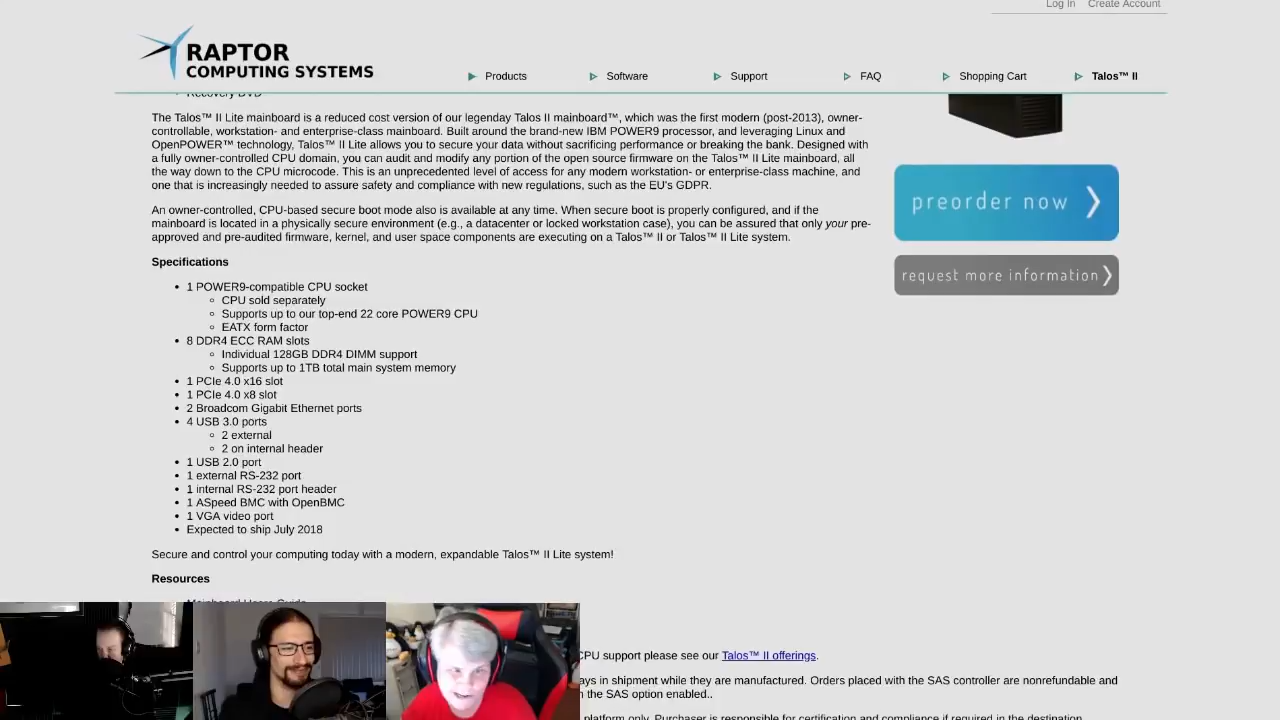 Log In Create Account
RAPTOR
COMPUTING SYSTEMS
Products Software Support FAQ Shopping Cart Talos™ II
Recovery DVD
The Talos™ II Lite mainboard is a reduced cost version of our legendary Talos II mainboard™, which was the first modern (post-2013), owner-
controllable, workstation- and enterprise-class mainboard. Built around the brand-new IBM POWER9 processor, and leveraging Linux and
OpenPOWER™ technology, Talos™ II Lite allows you to secure your data without sacrificing performance or breaking the bank. Designed with
a fully owner-controlled CPU domain, you can audit and modify any portion of the open source firmware on the Talos™ II Lite mainboard, all
the way down to the CPU microcode. This is an unprecedented level of access for any modern workstation- or enterprise-class machine, and
one that is increasingly needed to assure safety and compliance with new regulations, such as the EU's GDPR.
preorder now
request more information
An owner-controlled, CPU-based secure boot mode also is available at any time. When secure boot is properly configured, and if the
mainboard is located in a physically secure environment (e.g., a datacenter or locked workstation case), you can be assured that only your pre-
approved and pre-audited firmware, kernel, and user space components are executing on a Talos™ II or Talos™ II Lite system.
Specifications
• 1 POWER9-compatible CPU socket
◦ CPU sold separately
◦ Supports up to our top-end 22 core POWER9 CPU
◦ EATX form factor
• 8 DDR4 ECC RAM slots
◦ Individual 128GB DDR4 DIMM support
◦ Supports up to 1TB total main system memory
• 1 PCIe 4.0 x16 slot
• 1 PCIe 4.0 x8 slot
• 2 Broadcom Gigabit Ethernet ports
• 4 USB 3.0 ports
◦ 2 external
◦ 2 on internal header
• 1 USB 2.0 port
• 1 external RS-232 port
• 1 internal RS-232 port header
• 1 ASpeed BMC with OpenBMC
• 1 VGA video port
• Expected to ship July 2018
Secure and control your computing today with a modern, expandable Talos™ II Lite system!
Resources
Mainboard Users Guide
CPU support please see our Talos™ II offerings.
ays in shipment while they are manufactured. Orders placed with the SAS controller are nonrefundable and
the SAS option enabled..
platform only. Purchaser is responsible for certification and compliance if required in the destination